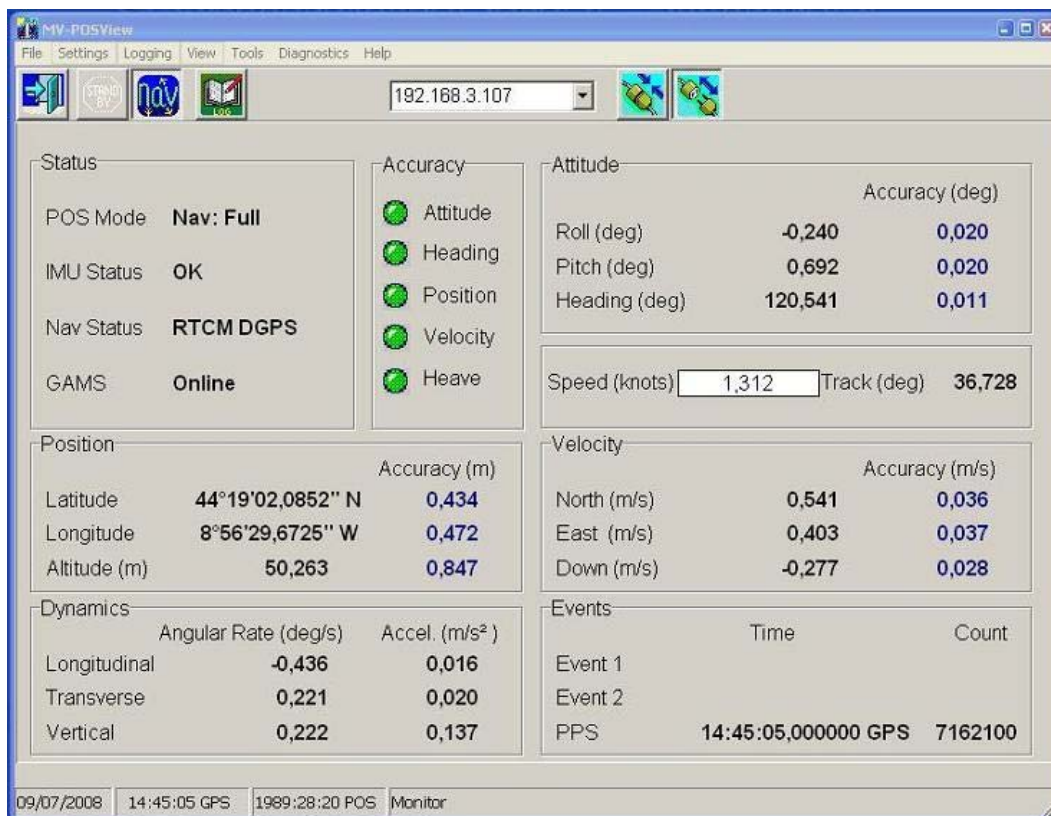 MV-POSView
File Settings Logging View Tools Diagnostics Help
STAND BY nav LOG 192.168.3.107
Status
POS Mode Nav: Full
IMU Status OK
Nav Status RTCM DGPS
GAMS Online
Accuracy
Attitude
Heading
Position
Velocity
Heave
Attitude
Accuracy (deg)
Roll (deg) -0,240 0,020
Pitch (deg) 0,692 0,020
Heading (deg) 120,541 0,011
Speed (knots) 1,312 Track (deg) 36,728
Position
Accuracy (m)
Latitude 44°19'02,0852" N 0,434
Longitude 8°56'29,6725" W 0,472
Altitude (m) 50,263 0,847
Velocity
Accuracy (m/s)
North (m/s) 0,541 0,036
East (m/s) 0,403 0,037
Down (m/s) -0,277 0,028
Dynamics
Angular Rate (deg/s) Accel. (m/s²)
Longitudinal -0,436 0,016
Transverse 0,221 0,020
Vertical 0,222 0,137
Events
Time Count
Event 1
Event 2
PPS 14:45:05,000000 GPS 7162100
09/07/2008 14:45:05 GPS 1989:28:20 POS Monitor